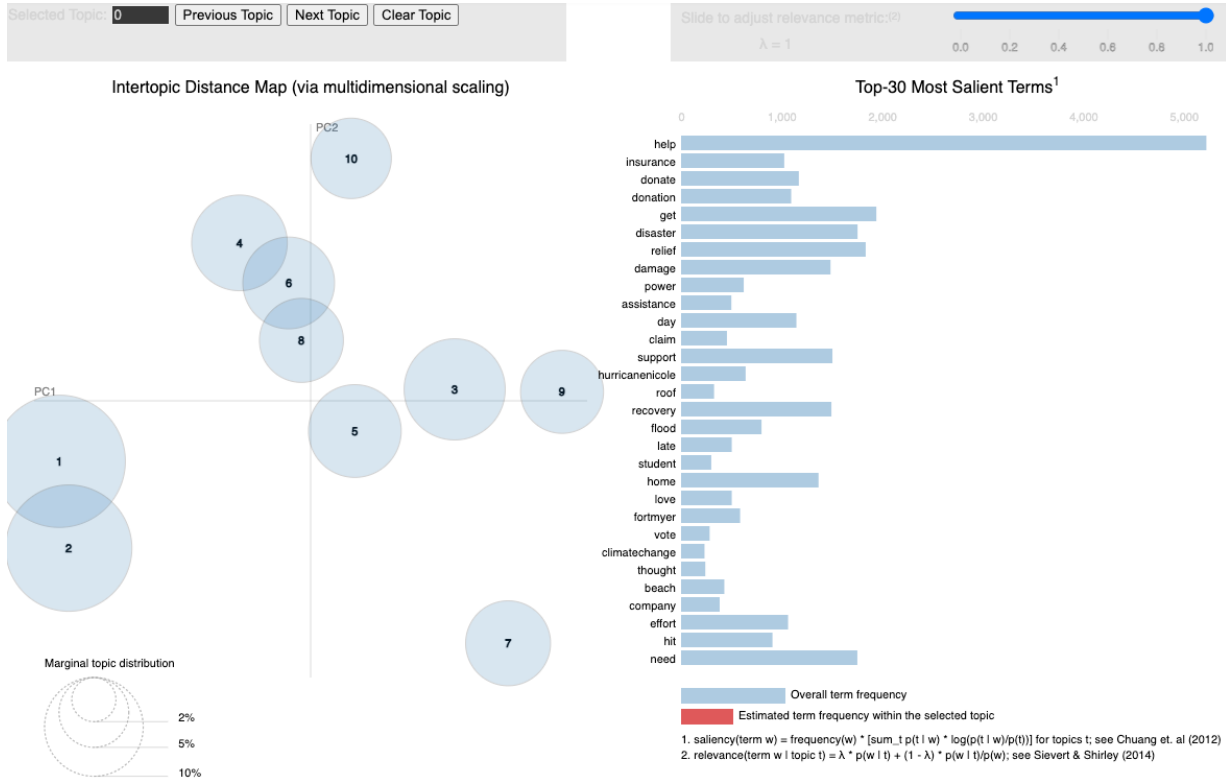 Selected Topic: 0 Previous Topic Next Topic Clear Topic
Slide to adjust relevance metric:(2)
λ = 1
0.0 0.2 0.4 0.6 0.8 1.0
Intertopic Distance Map (via multidimensional scaling)
PC2
PC1
10
4
6
8
3
9
5
1
2
7
Marginal topic distribution
2%
5%
10%
Top-30 Most Salient Terms1
0 1,000 2,000 3,000 4,000 5,000
help
insurance
donate
donation
get
disaster
relief
damage
power
assistance
day
claim
support
hurricanenicole
roof
recovery
flood
late
student
home
love
fortmyer
vote
climatechange
thought
beach
company
effort
hit
need
Overall term frequency
Estimated term frequency within the selected topic
1. saliency(term w) = frequency(w) * [sum_t p(t | w) * log(p(t | w)/p(t))] for topics t; see Chuang et. al (2012)
2. relevance(term w | topic t) = λ * p(w | t) + (1 - λ) * p(w | t)/p(w); see Sievert & Shirley (2014)